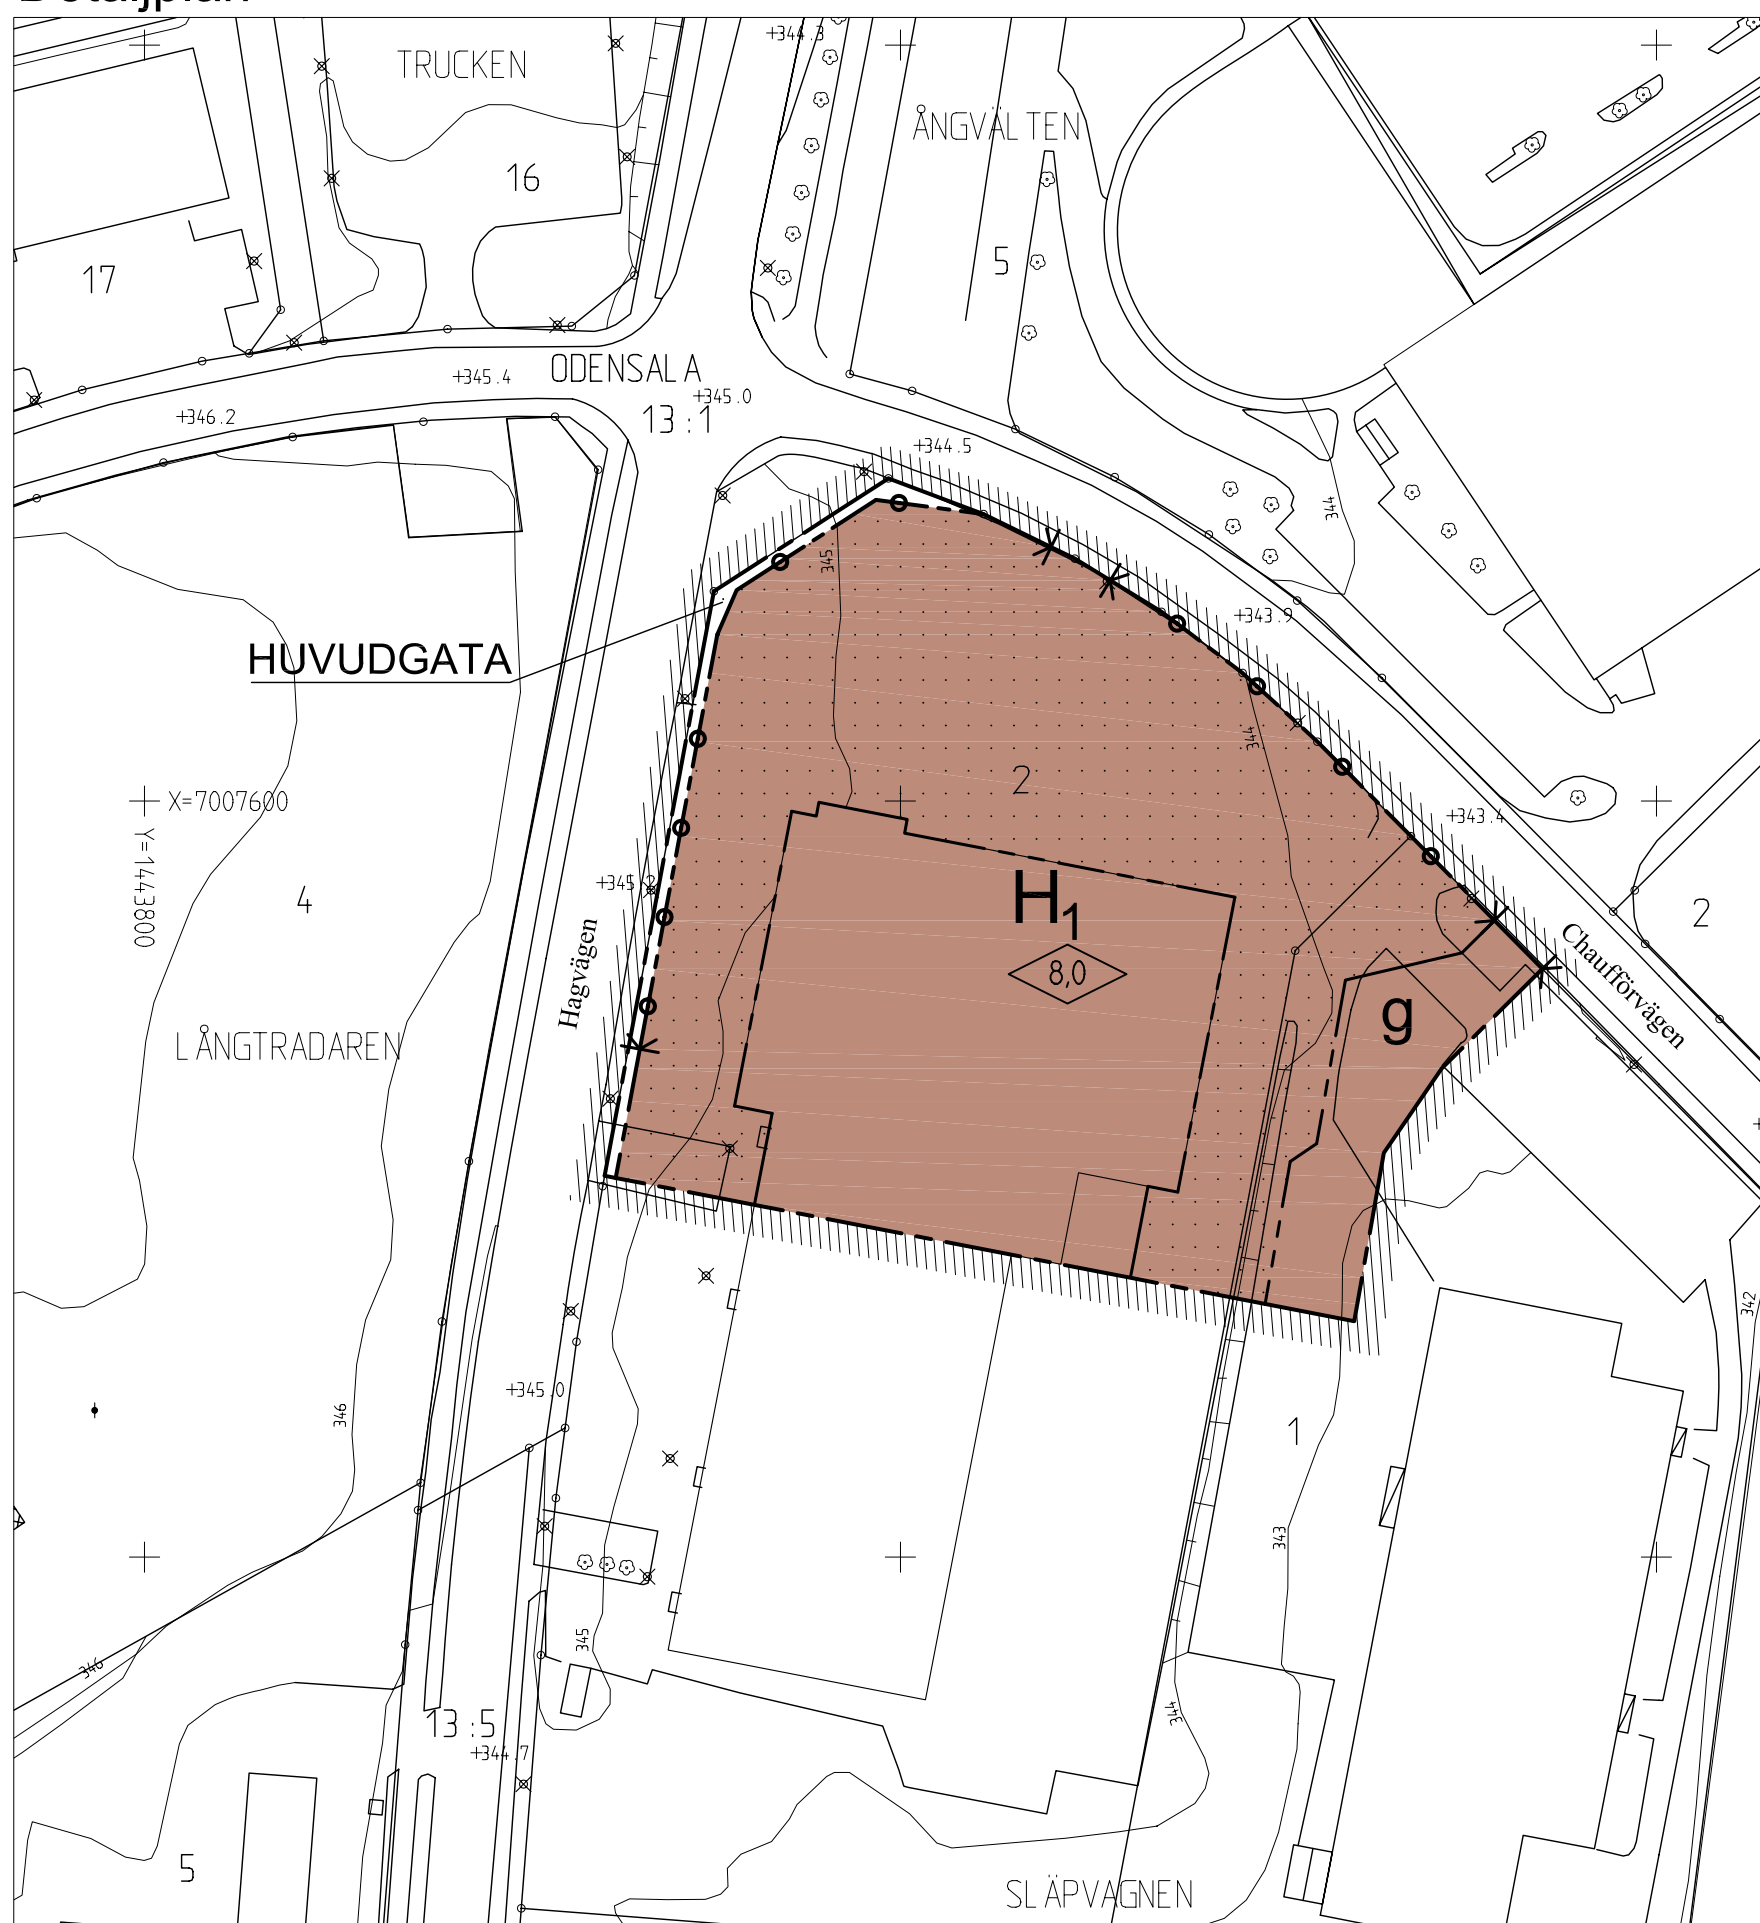 TRUCKEN
+344.3
ÅNGVÄLTEN
16
17
5
ODENSALA
+345.4
+345.0
+346.2
13:1
+344.5
344
345
+343.9
HUVUDGATA
344
2
X=7007600
Y=1443800
+343.4
+345.2
H1
8,0
4
2
Hagvägen
Chaufförvägen
g
LÅNGTRADAREN
342
+345.0
346
1
343
345
346
344
13:5
+344.7
5
SLÄPVAGNEN